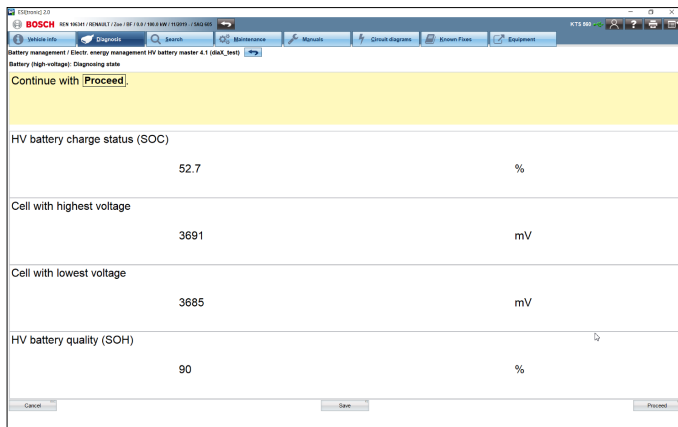 ESI[tronic] 2.0
BOSCH REN 106341 / RENAULT / Zoe / BF / 0.0 / 100.0 kW / 11/2019 - / 5AQ 605
KTS 560
Vehicle info Diagnosis Search Maintenance Manuals Circuit diagrams Known Fixes Equipment
Battery management / Electr. energy management HV battery master 4.1 (diaX_test)
Battery (high-voltage): Diagnosing state
Continue with Proceed.
HV battery charge status (SOC)
52.7 %
Cell with highest voltage
3691 mV
Cell with lowest voltage
3685 mV
HV battery quality (SOH)
90 %
Cancel Save Proceed